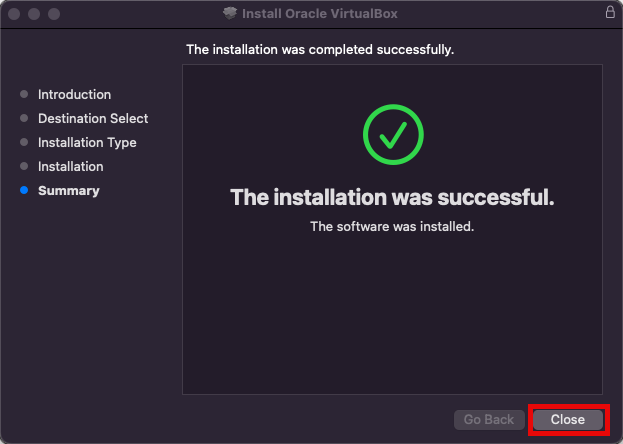 Install Oracle VirtualBox
The installation was completed successfully.
Introduction
Destination Select
Installation Type
Installation
Summary
The installation was successful.
The software was installed.
Go Back
Close